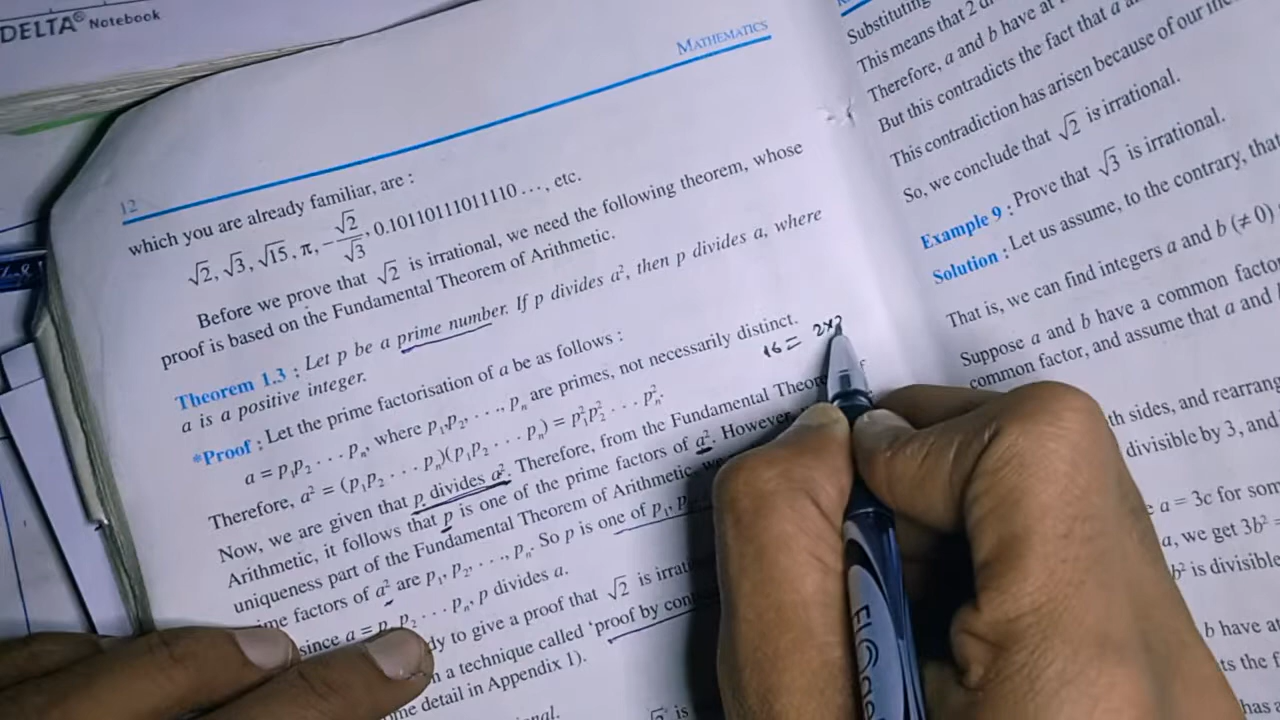 DELTA® Notebook
MATHEMATICS
12
which you are already familiar, are :
√2, √3, √15, π, −√2/√3, 0.10110111011110 . . ., etc.
Before we prove that √2 is irrational, we need the following theorem, whose
proof is based on the Fundamental Theorem of Arithmetic.
Theorem 1.3 : Let p be a prime number. If p divides a², then p divides a, where
a is a positive integer.
*Proof : Let the prime factorisation of a be as follows :
a = p₁p₂ . . . pₙ, where p₁,p₂, . . ., pₙ are primes, not necessarily distinct.
16 = 2×2
Therefore, a² = (p₁p₂ . . . pₙ)(p₁p₂ . . . pₙ) = p₁²p₂² . . . pₙ².
Now, we are given that p divides a². Therefore, from the Fundamental Theorem of
Arithmetic, it follows that p is one of the prime factors of a². However,
uniqueness part of the Fundamental Theorem of Arithmetic, we
factors of a² are p₁, p₂, . . ., pₙ. So p is one of p₁, p₂
since a = p₁ p₂ . . . pₙ, p divides a.
to give a proof that √2 is
a technique called 'proof by
detail in Appendix 1).
Substituting
This means that 2
Therefore, a and b have at
But this contradicts the fact that a
This contradiction has arisen because of our
So, we conclude that √2 is irrational.
Example 9 : Prove that √3 is irrational.
Solution : Let us assume, to the contrary, that
That is, we can find integers a and b (≠ 0)
Suppose a and b have a common
common factor, and assume that a and
sides, and
divisible by 3, and
a = 3c for
a, we get 3b² =
b² is divisible
b have at
the
has